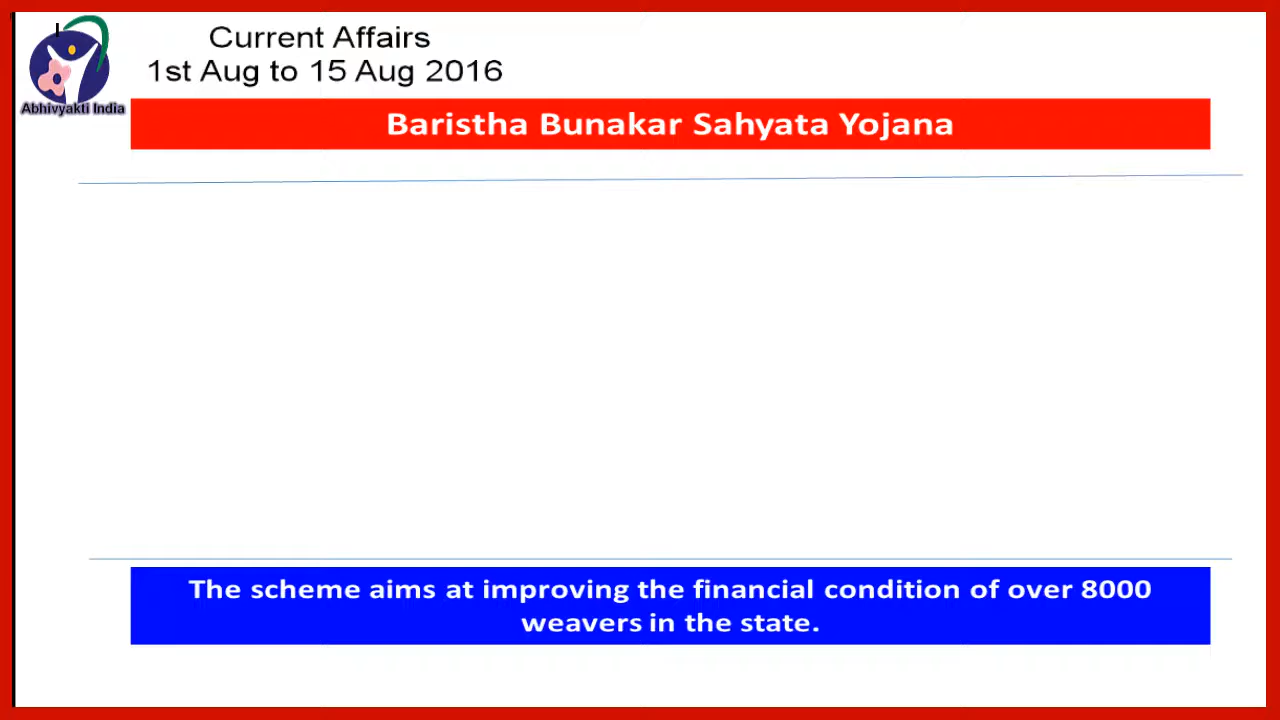 Current Affairs
1st Aug to 15 Aug 2016
Abhivyakti India
Baristha Bunakar Sahyata Yojana
The scheme aims at improving the financial condition of over 8000
weavers in the state.